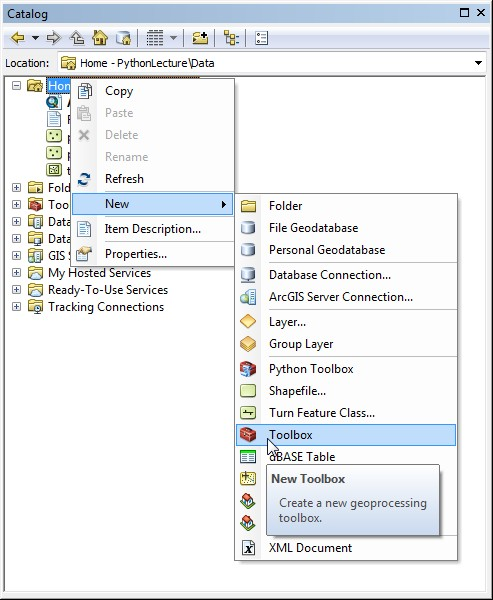 Catalog
Location: Home - PythonLecture\Data
Hom
Copy
Paste
Delete
Rename
Refresh
New
Item Description...
Properties...
Fold
Too
Data
Data
GIS S
My Hosted Services
Ready-To-Use Services
Tracking Connections
Folder
File Geodatabase
Personal Geodatabase
Database Connection...
ArcGIS Server Connection...
Layer...
Group Layer
Python Toolbox
Shapefile...
Turn Feature Class...
Toolbox
dBASE Table
New Toolbox
Create a new geoprocessing
toolbox.
XML Document